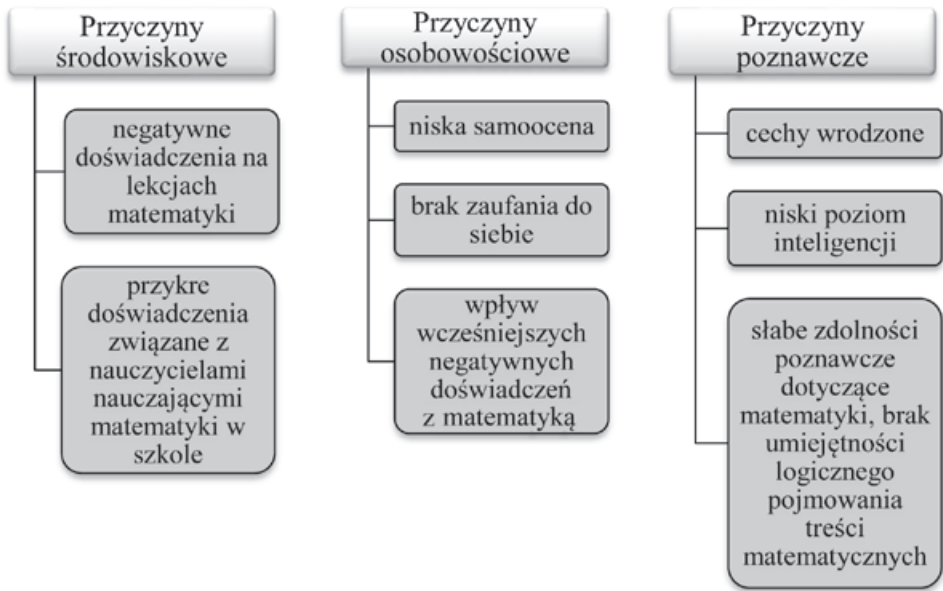 Przyczyny
środowiskowe
negatywne
doświadczenia na
lekcjach
matematyki
przykre
doświadczenia
związane z
nauczycielami
nauczającymi
matematyki w
szkole
Przyczyny
osobowościowe
niska samoocena
brak zaufania do
siebie
wpływ
wcześniejszych
negatywnych
doświadczeń
z matematyką
Przyczyny
poznawcze
cechy wrodzone
niski poziom
inteligencji
słabe zdolności
poznawcze
dotyczące
matematyki, brak
umiejętności
logicznego
pojmowania
treści
matematycznych